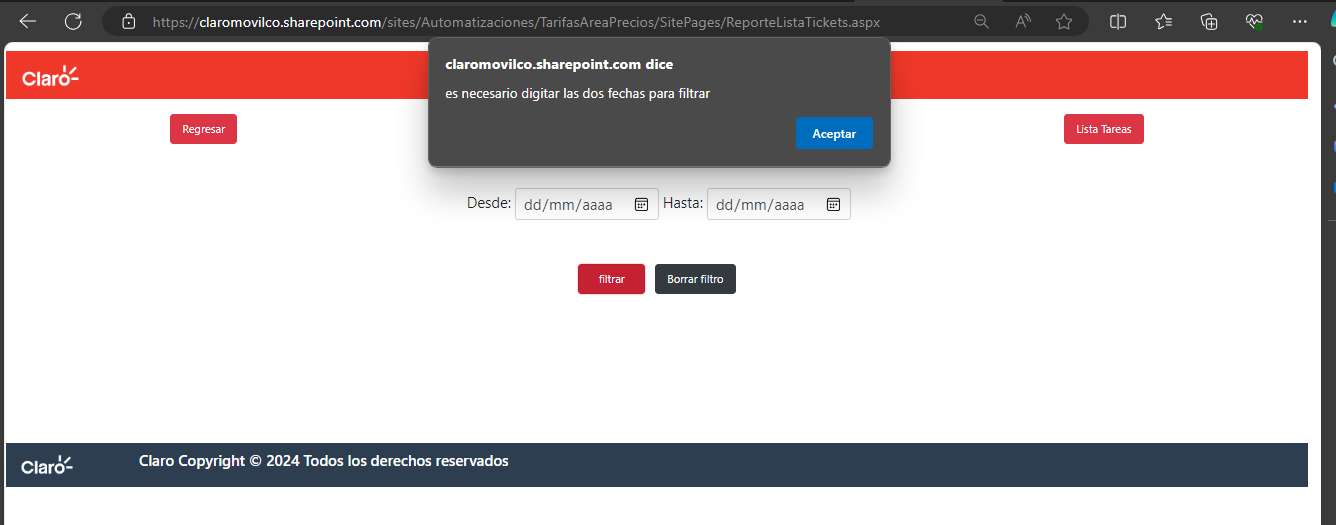 https://claromovilco.sharepoint.com/sites/Automatizaciones/TarifasAreaPrecios/SitePages/ReporteListaTickets.aspx
Claro
claromovilco.sharepoint.com dice
es necesario digitar las dos fechas para filtrar
Aceptar
Regresar
Lista Tareas
Desde: dd/mm/aaaa Hasta: dd/mm/aaaa
filtrar Borrar filtro
Claro Claro Copyright © 2024 Todos los derechos reservados